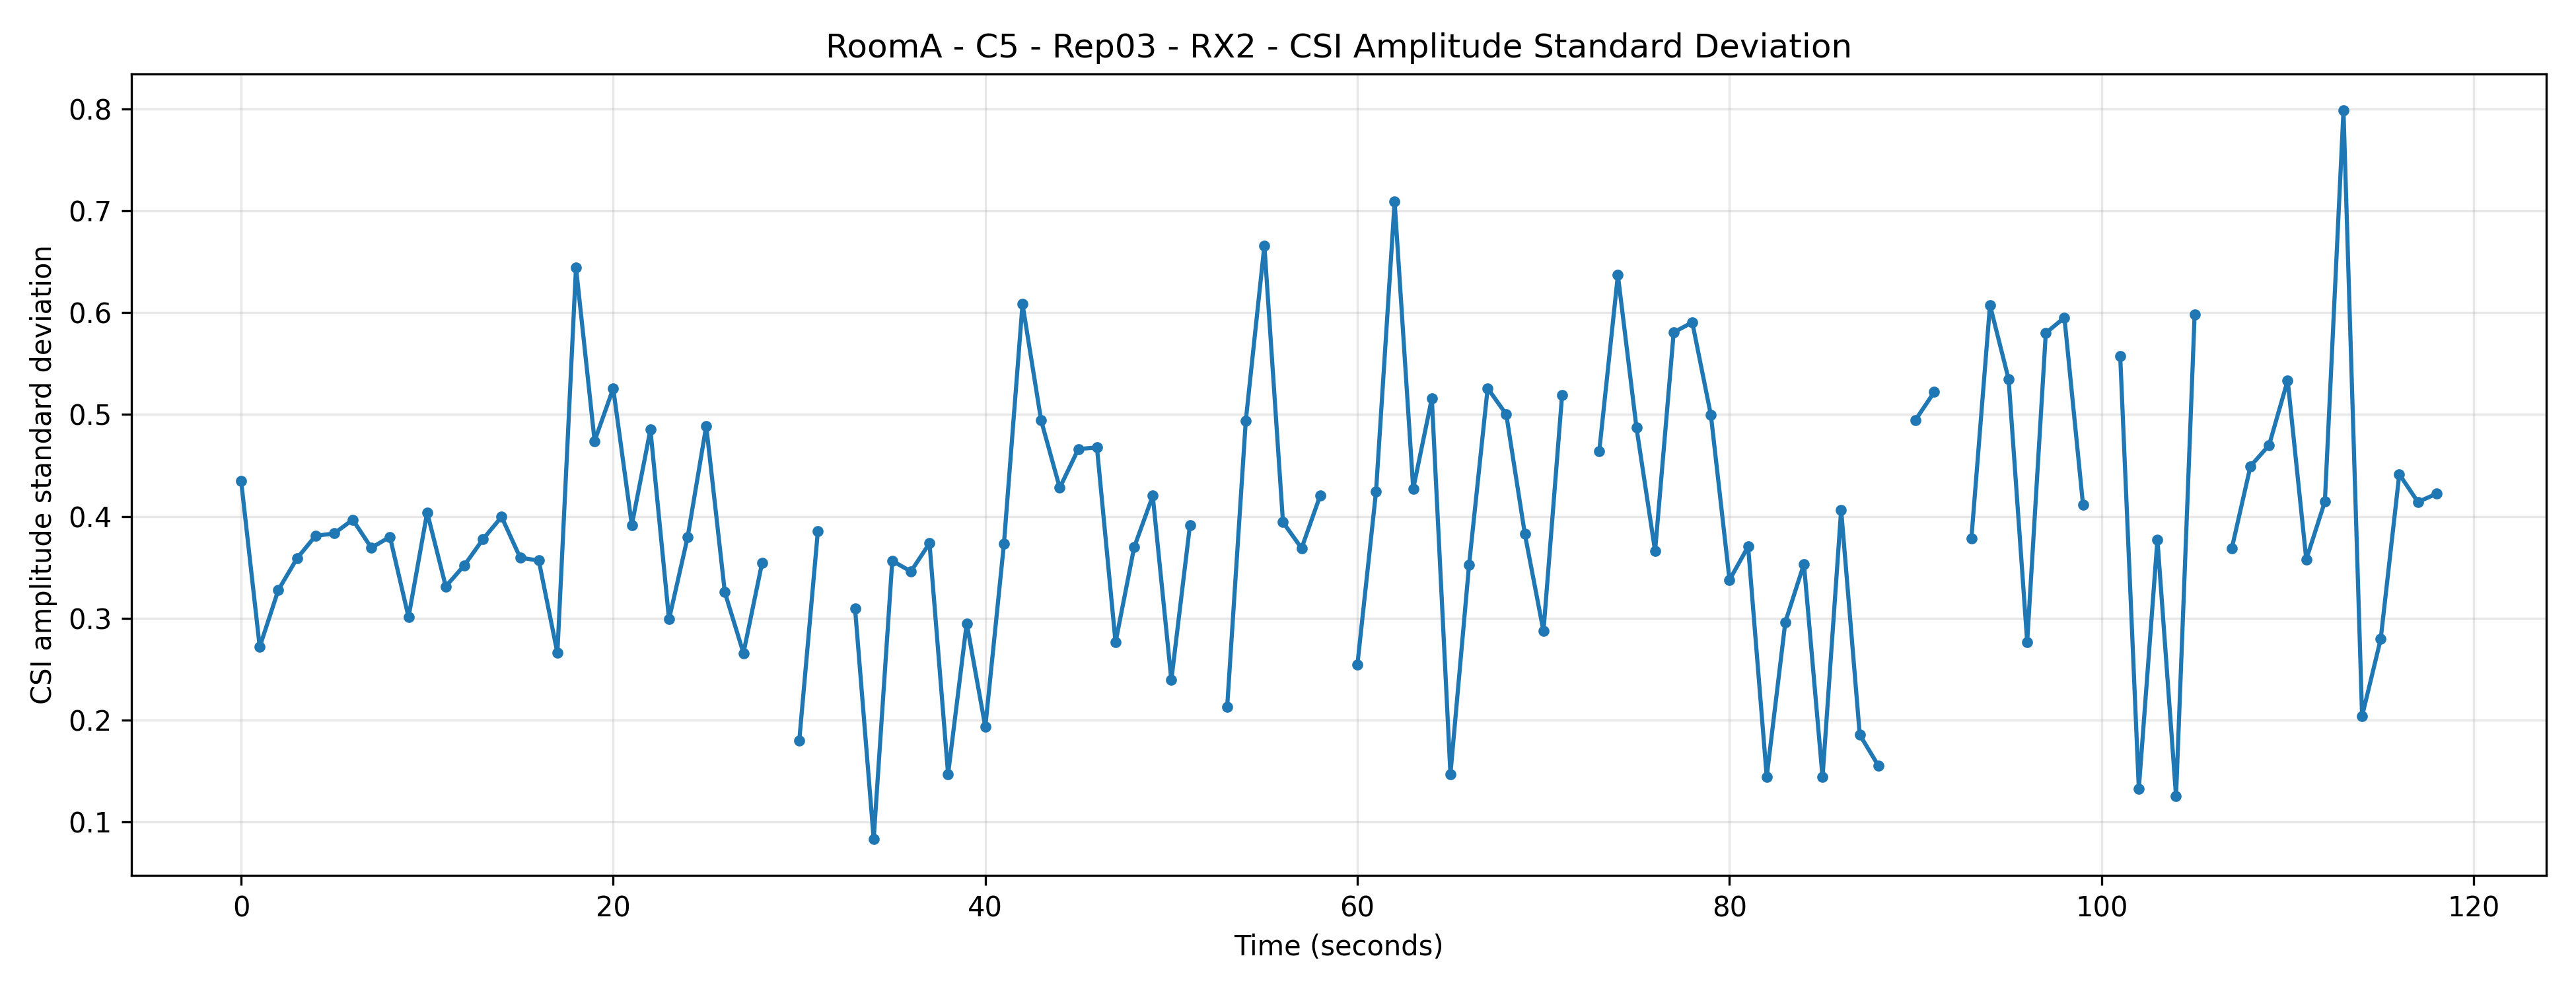 RoomA - C5 - Rep03 - RX2 - CSI Amplitude Standard Deviation
CSI amplitude standard deviation
0.8
0.7
0.6
0.5
0.4
0.3
0.2
0.1
0 20 40 60 80 100 120
Time (seconds)